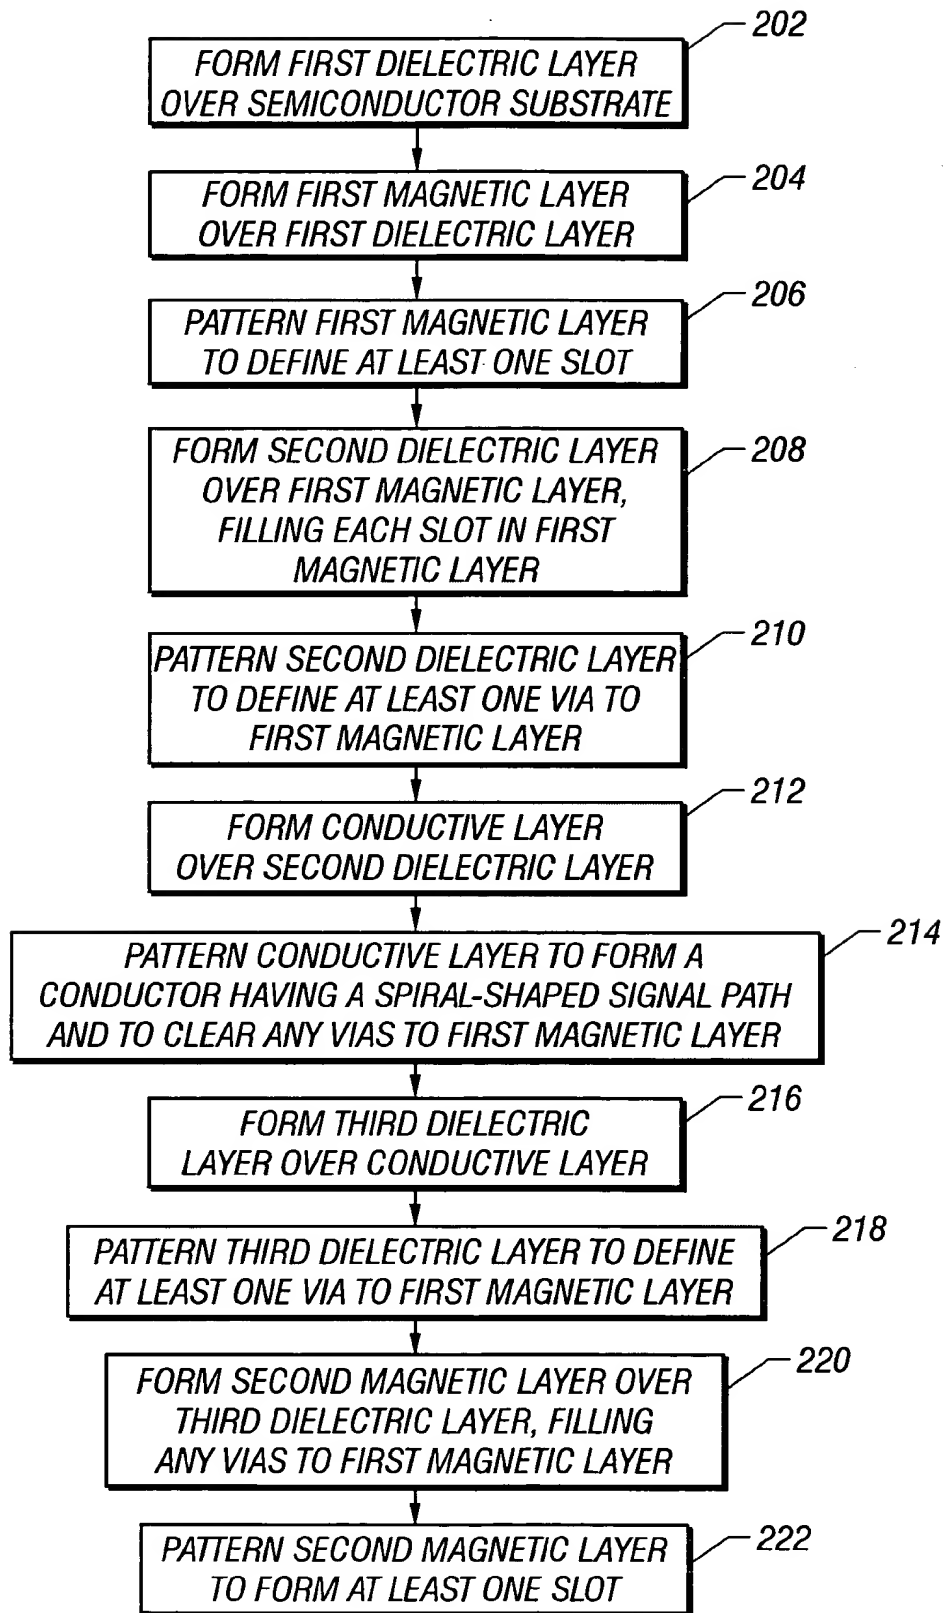 202
FORM FIRST DIELECTRIC LAYER
OVER SEMICONDUCTOR SUBSTRATE
204
FORM FIRST MAGNETIC LAYER
OVER FIRST DIELECTRIC LAYER
206
PATTERN FIRST MAGNETIC LAYER
TO DEFINE AT LEAST ONE SLOT
208
FORM SECOND DIELECTRIC LAYER
OVER FIRST MAGNETIC LAYER,
FILLING EACH SLOT IN FIRST
MAGNETIC LAYER
210
PATTERN SECOND DIELECTRIC LAYER
TO DEFINE AT LEAST ONE VIA TO
FIRST MAGNETIC LAYER
212
FORM CONDUCTIVE LAYER
OVER SECOND DIELECTRIC LAYER
214
PATTERN CONDUCTIVE LAYER TO FORM A
CONDUCTOR HAVING A SPIRAL-SHAPED SIGNAL PATH
AND TO CLEAR ANY VIAS TO FIRST MAGNETIC LAYER
216
FORM THIRD DIELECTRIC
LAYER OVER CONDUCTIVE LAYER
218
PATTERN THIRD DIELECTRIC LAYER TO DEFINE
AT LEAST ONE VIA TO FIRST MAGNETIC LAYER
220
FORM SECOND MAGNETIC LAYER OVER
THIRD DIELECTRIC LAYER, FILLING
ANY VIAS TO FIRST MAGNETIC LAYER
222
PATTERN SECOND MAGNETIC LAYER
TO FORM AT LEAST ONE SLOT